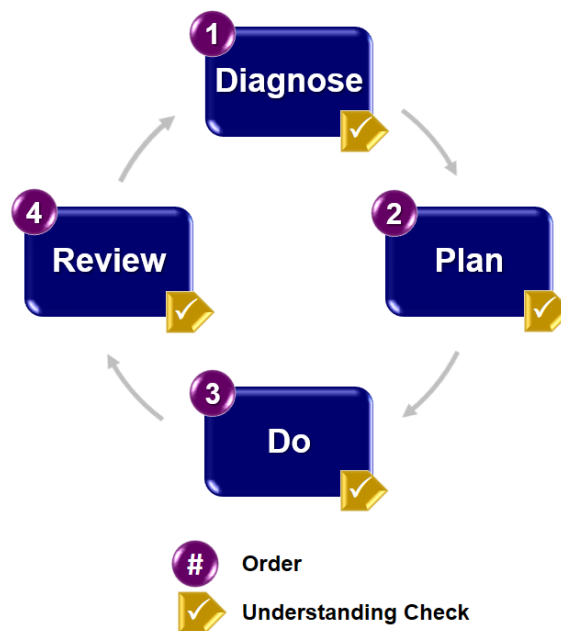 1
Diagnose
2
Plan
3
Do
4
Review
# Order
Understanding Check